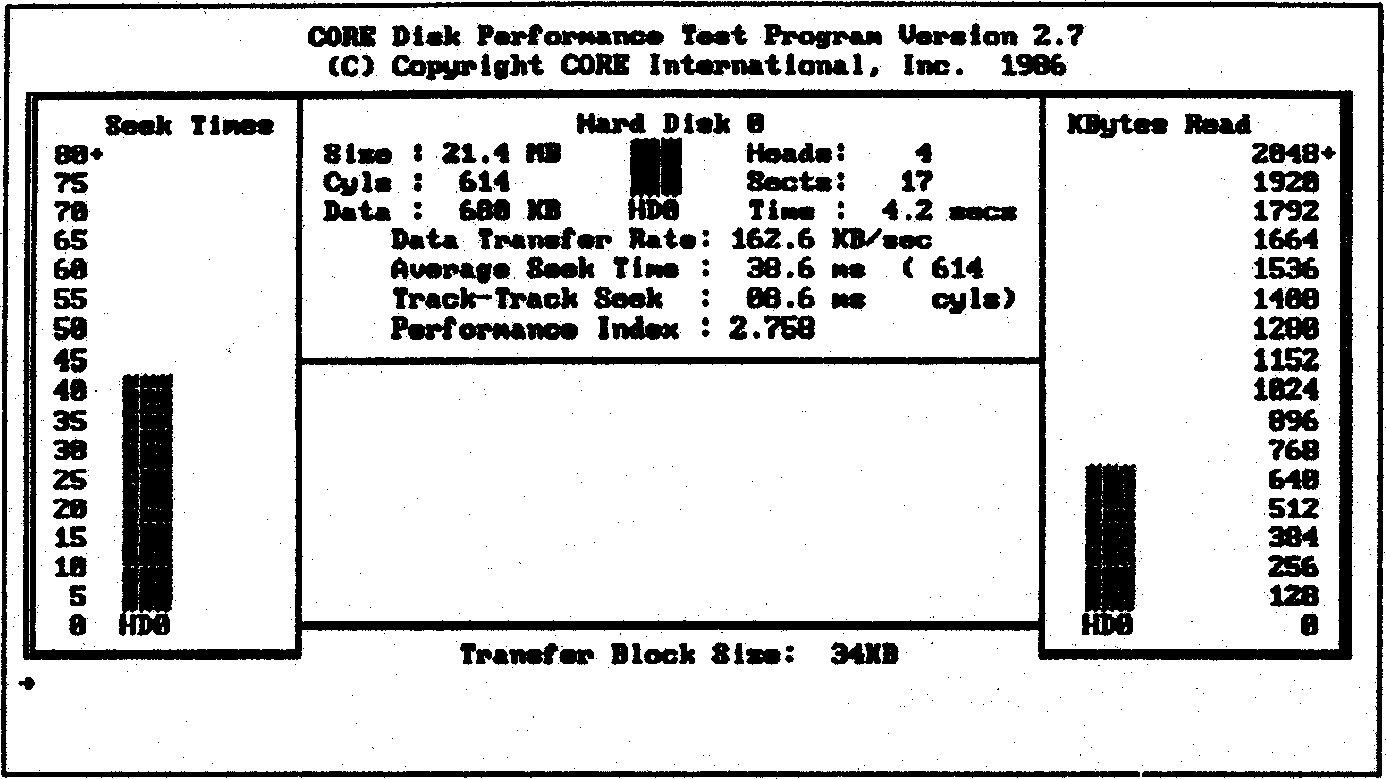 CORE Disk Performance Test Program Version 2.7
(C) Copyright CORE International, Inc. 1986
Seek Times
80+
75
70
65
60
55
50
45
40
35
30
25
20
15
10
5
0 HD0
Hard Disk 0
Size : 21.4 MB Heads: 4
Cyls : 614 Sects: 17
Data : 680 KB HD0 Time : 4.2 secs
Data Transfer Rate: 162.6 KB/sec
Average Seek Time : 38.6 ms ( 614
Track-Track Seek : 08.6 ms cyls)
Performance Index : 2.758
KBytes Read
2048+
1920
1792
1664
1536
1408
1280
1152
1024
896
768
640
512
384
256
128
HD0 0
Transfer Block Size: 34KB